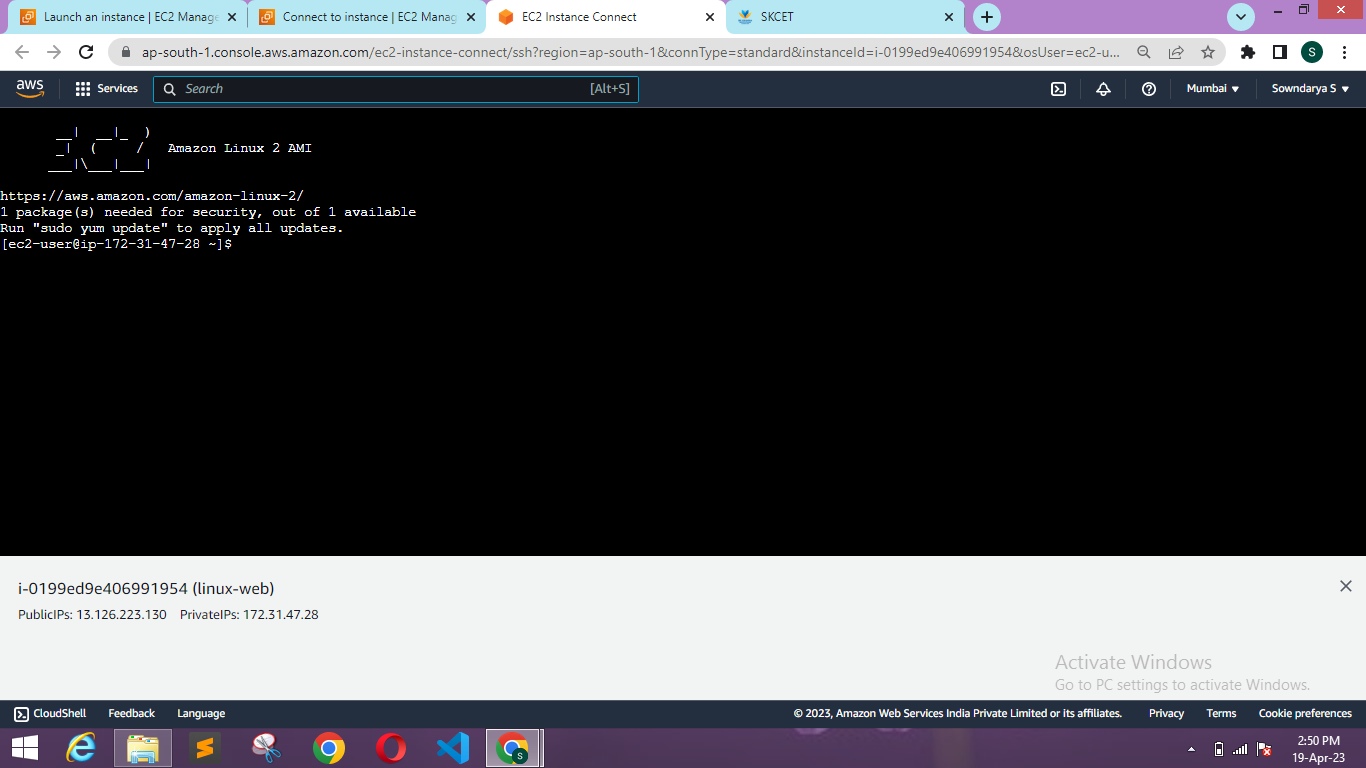 Launch an instance | EC2 Manage
Connect to instance | EC2 Manag
EC2 Instance Connect
SKCET
ap-south-1.console.aws.amazon.com/ec2-instance-connect/ssh?region=ap-south-1&connType=standard&instanceId=i-0199ed9e406991954&osUser=ec2-u...
S
aws
Services
Search
[Alt+S]
Mumbai
Sowndarya S
__|  __|_  )
_|  (     /   Amazon Linux 2 AMI
___|\___|___|
https://aws.amazon.com/amazon-linux-2/
1 package(s) needed for security, out of 1 available
Run "sudo yum update" to apply all updates.
[ec2-user@ip-172-31-47-28 ~]$
i-0199ed9e406991954 (linux-web)
PublicIPs: 13.126.223.130 PrivateIPs: 172.31.47.28
Activate Windows
Go to PC settings to activate Windows.
CloudShell
Feedback
Language
© 2023, Amazon Web Services India Private Limited or its affiliates.
Privacy
Terms
Cookie preferences
S
2:50 PM
19-Apr-23